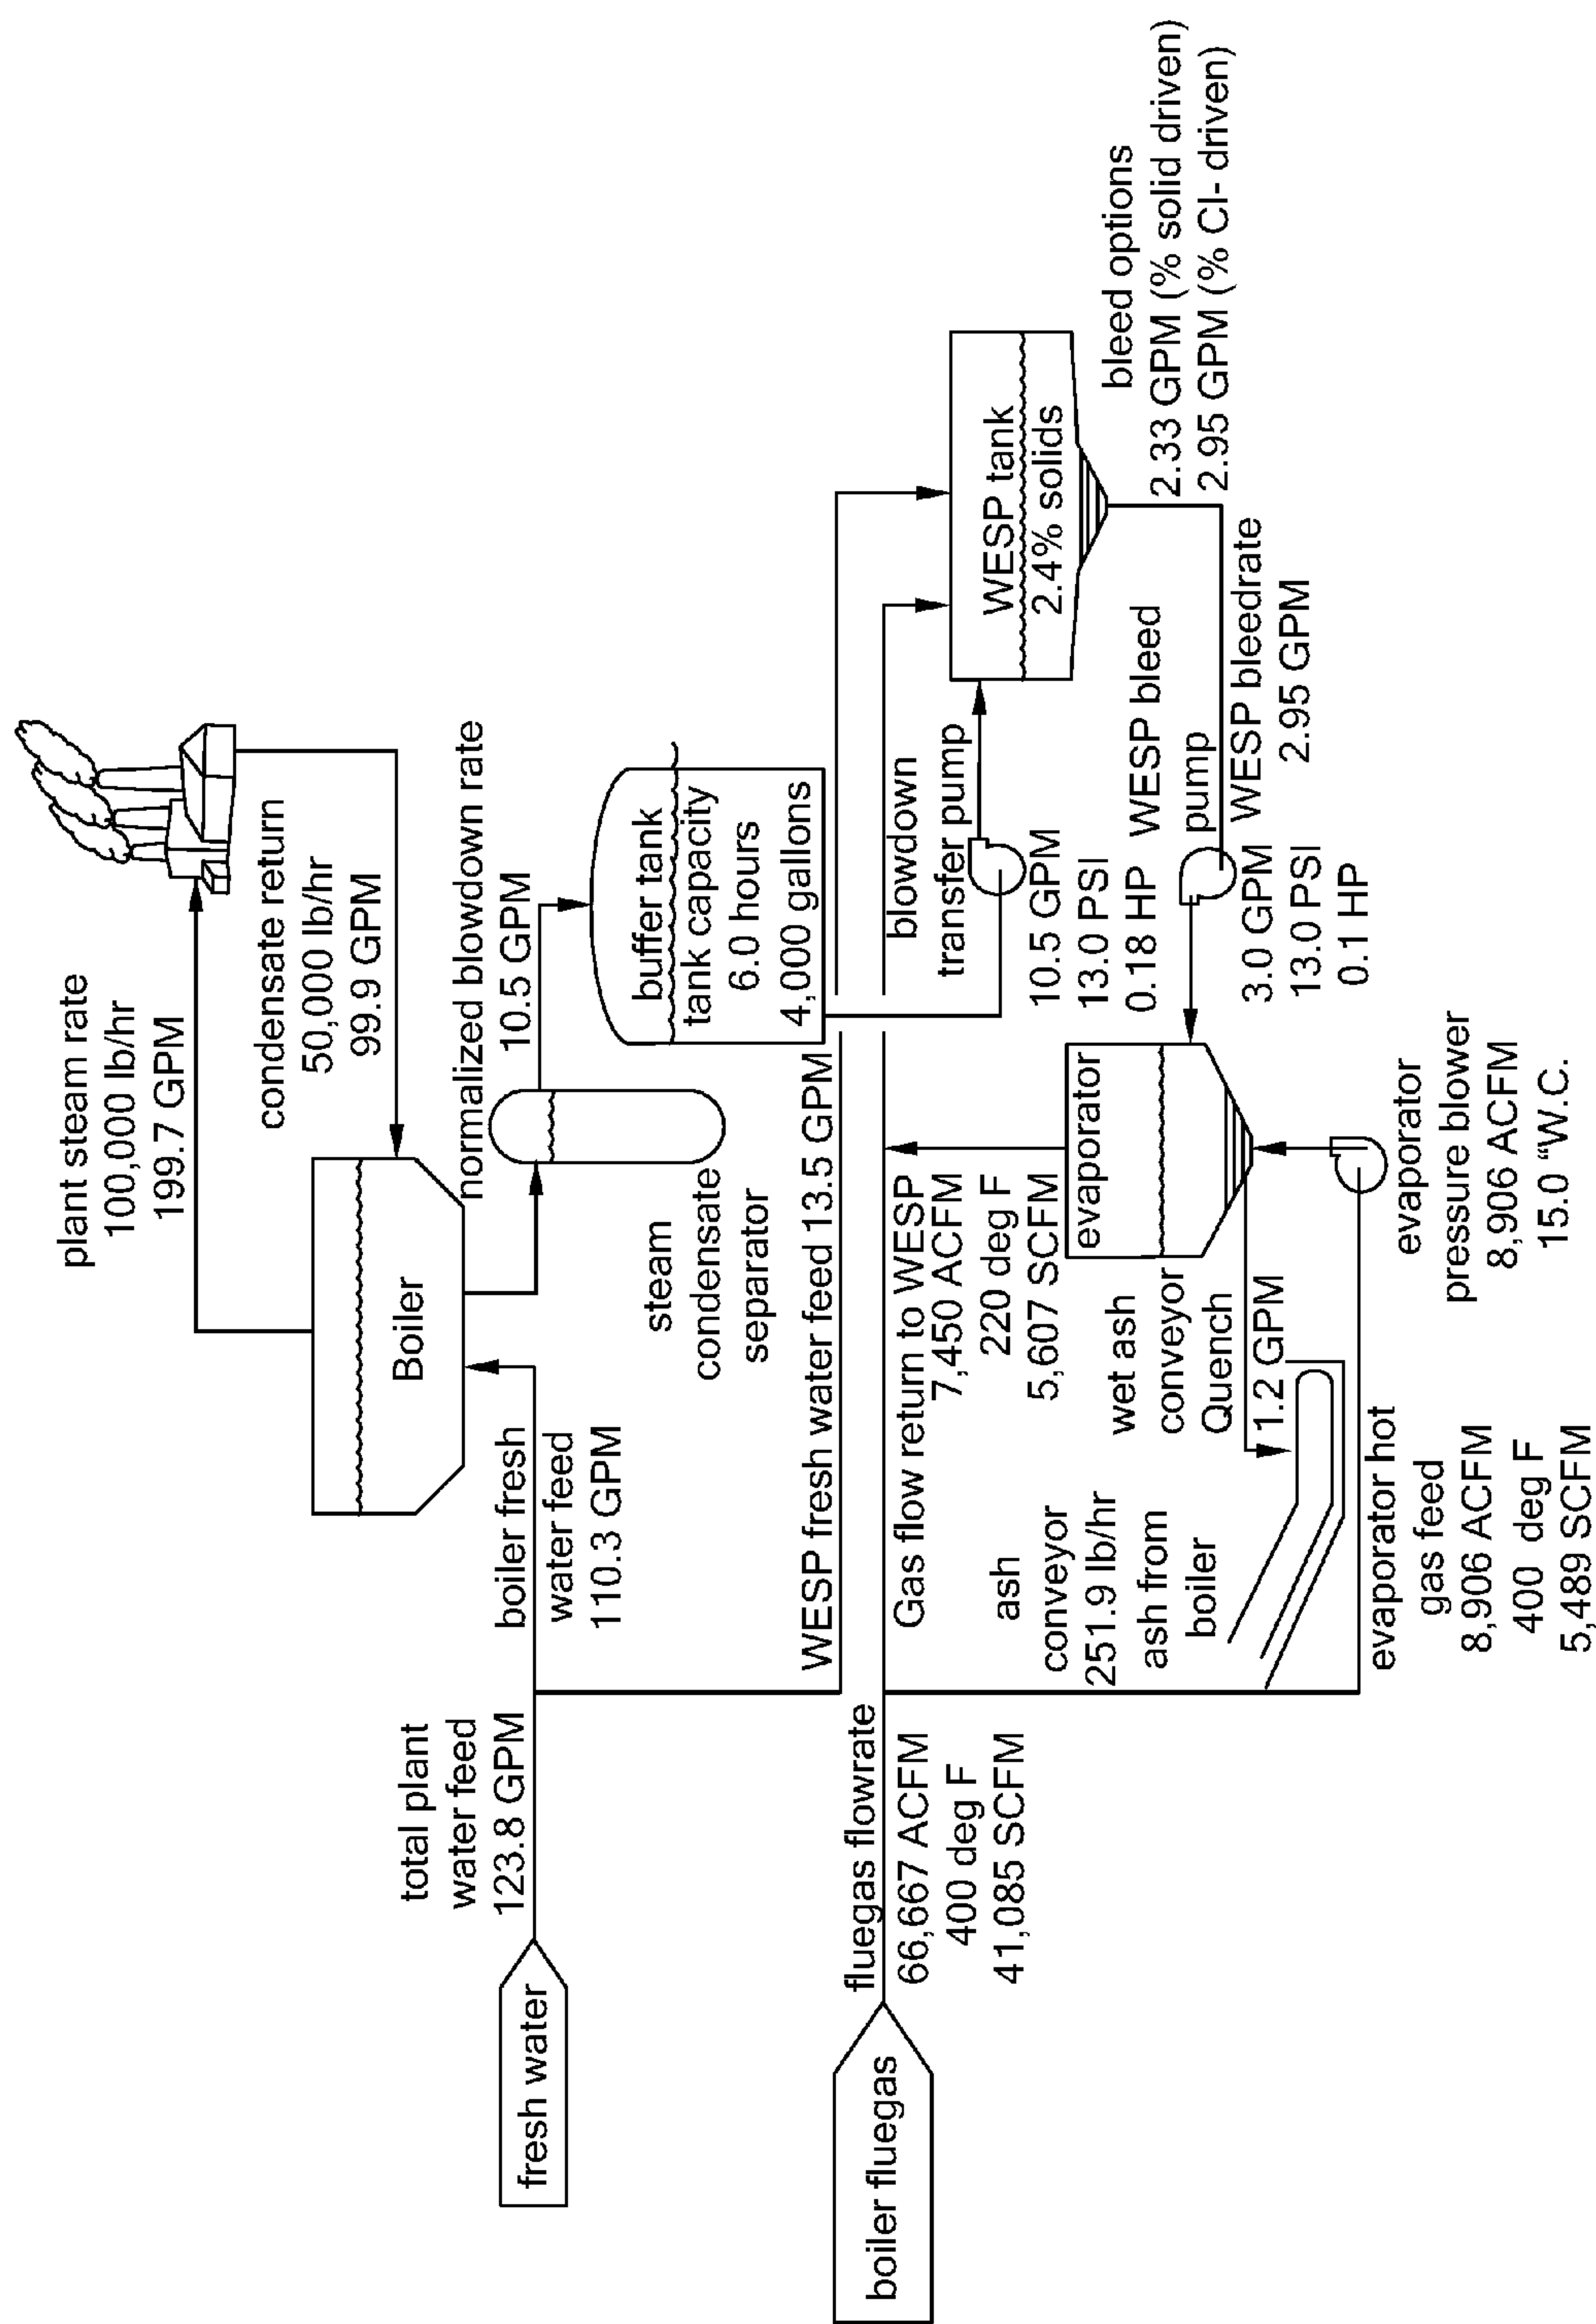 plant steam rate
100,000 lb/hr
199.7 GPM
condensate return
50,000 lb/hr
99.9 GPM
Boiler
total plant
water feed
123.8 GPM
fresh water
boiler fresh
water feed
110.3 GPM
normalized blowdown rate
10.5 GPM
steam
condensate
separator
buffer tank
tank capacity
6.0 hours
4,000 gallons
WESP fresh water feed 13.5 GPM
boiler fluegas
fluegas flowrate
66,667 ACFM
400 deg F
41,085 SCFM
Gas flow return to WESP
7,450 ACFM
220 deg F
5,607 SCFM
blowdown
transfer pump
10.5 GPM
13.0 PSI
0.18 HP
WESP tank
2.4% solids
bleed options
2.33 GPM (% solid driven)
2.95 GPM (% Cl- driven)
WESP bleed
pump
3.0 GPM
13.0 PSI
0.1 HP
WESP bleedrate
2.95 GPM
evaporator
wet ash
conveyor
Quench
1.2 GPM
ash
conveyor
251.9 lb/hr
ash from
boiler
evaporator hot
gas feed
8,906 ACFM
400 deg F
5,489 SCFM
evaporator
pressure blower
8,906 ACFM
15.0 “W.C.